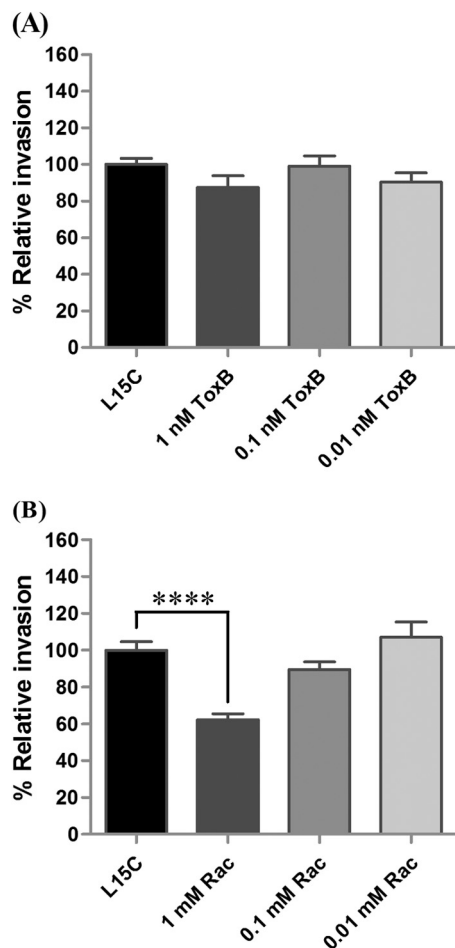 (A)
% Relative invasion
160
140
120
100
80
60
40
20
0
L15C
1 nM ToxB
0.1 nM ToxB
0.01 nM ToxB
(B)
% Relative invasion
160
140
120
100
80
60
40
20
0
****
L15C
1 mM Rac
0.1 mM Rac
0.01 mM Rac